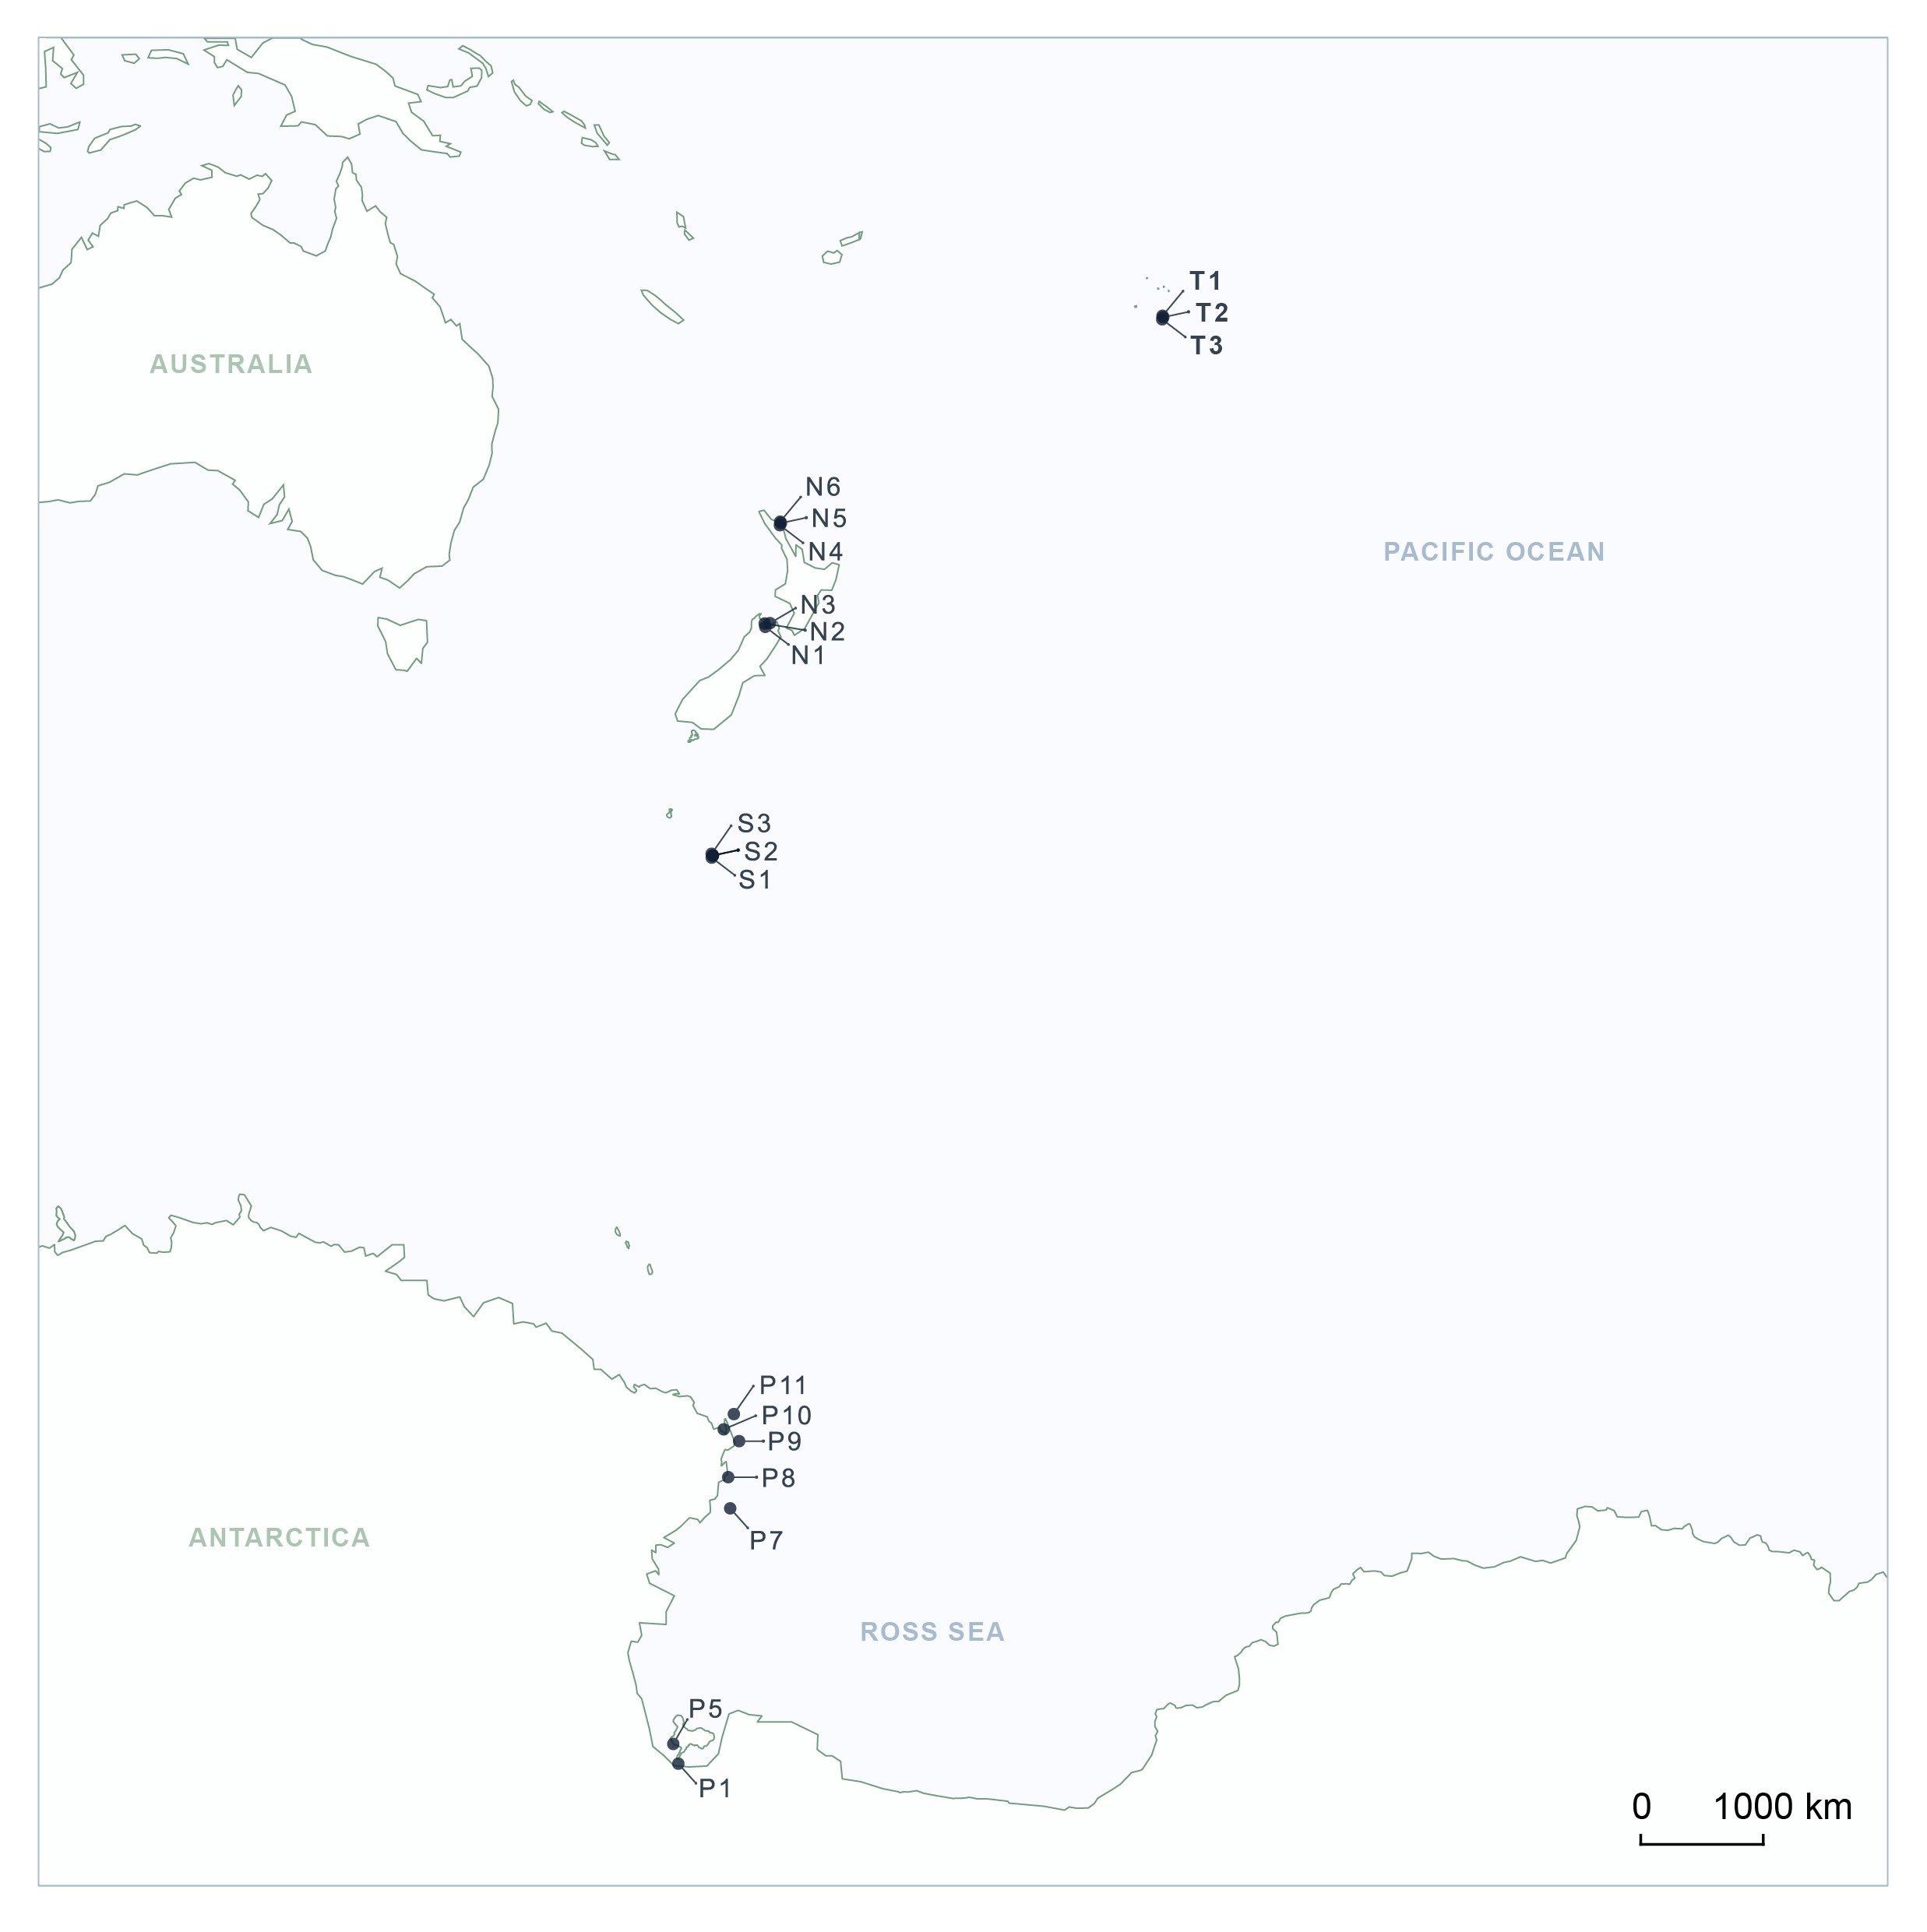 T1
T2
AUSTRALIA
T3
N6
N5
PACIFIC OCEAN
N4
N3
N2
N1
S3
S2
S1
P11
P10
P9
P8
ANTARCTICA
P7
ROSS SEA
P5
P1
0 1000 km